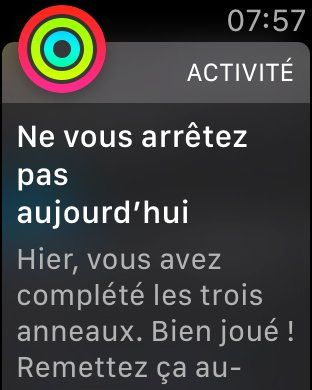 07:57
ACTIVITÉ
Ne vous arrêtez
pas
aujourd’hui
Hier, vous avez
complété les trois
anneaux. Bien joué !
Remettez ça au-